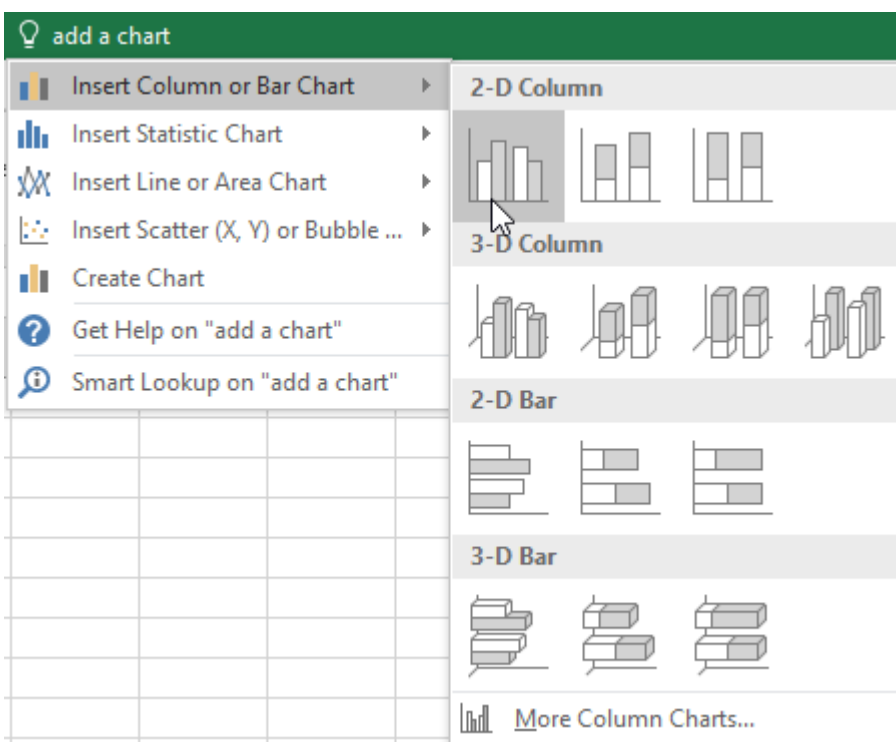 add a chart
Insert Column or Bar Chart
Insert Statistic Chart
Insert Line or Area Chart
Insert Scatter (X, Y) or Bubble ...
Create Chart
Get Help on "add a chart"
Smart Lookup on "add a chart"
2-D Column
3-D Column
2-D Bar
3-D Bar
More Column Charts...